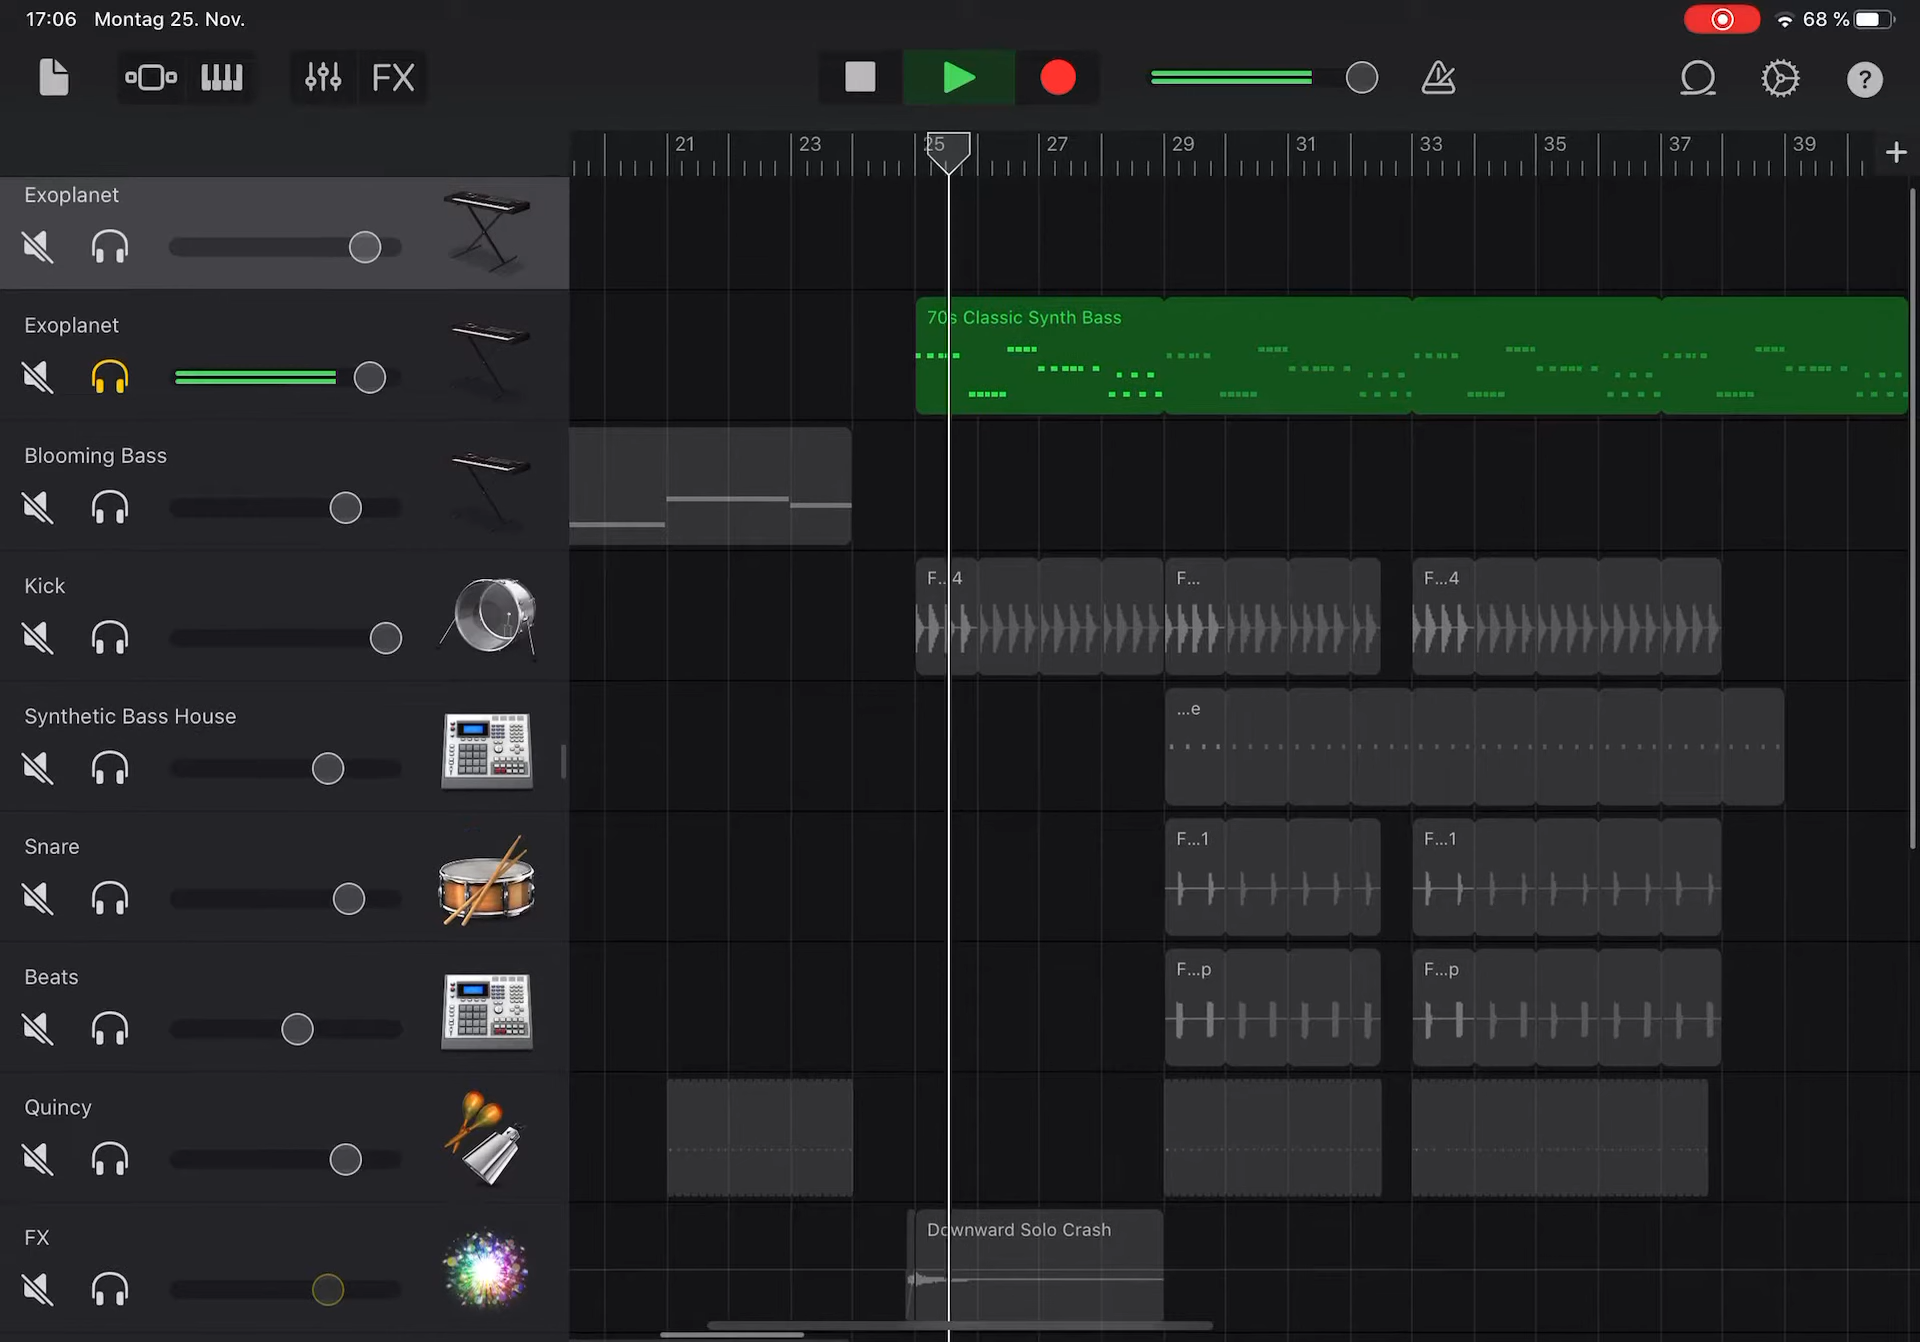 17:06 Montag 25. Nov.
68 %
FX
?
21 23 25 27 29 31 33 35 37 39 +
Exoplanet
Exoplanet
70s Classic Synth Bass
Blooming Bass
Kick
F...4 F... F...4
Synthetic Bass House
...e
Snare
F...1 F...1
Beats
F...p F...p
Quincy
FX
Downward Solo Crash